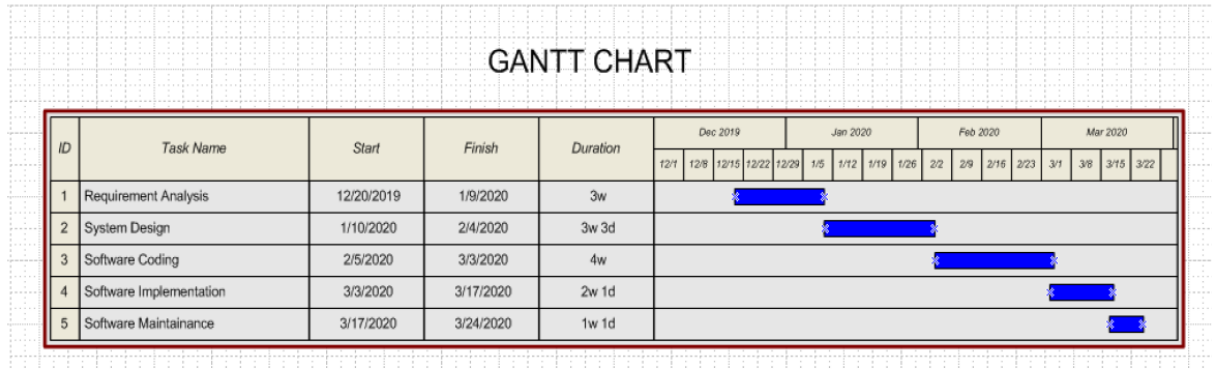 GANTT CHART
ID Task Name Start Finish Duration Dec 2019 Jan 2020 Feb 2020 Mar 2020
12/1 12/8 12/15 12/22 12/29 1/5 1/12 1/19 1/26 2/2 2/9 2/16 2/23 3/1 3/8 3/15 3/22
1 Requirement Analysis 12/20/2019 1/9/2020 3w
2 System Design 1/10/2020 2/4/2020 3w 3d
3 Software Coding 2/5/2020 3/3/2020 4w
4 Software Implementation 3/3/2020 3/17/2020 2w 1d
5 Software Maintainance 3/17/2020 3/24/2020 1w 1d